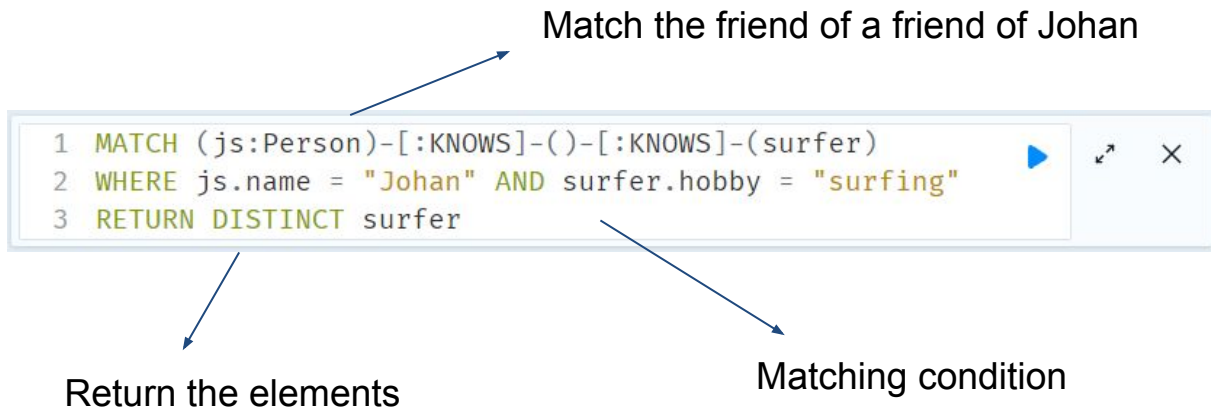 Match the friend of a friend of Johan
1 MATCH (js:Person)-[:KNOWS]-()-[:KNOWS]-(surfer)
2 WHERE js.name = "Johan" AND surfer.hobby = "surfing"
3 RETURN DISTINCT surfer
Return the elements
Matching condition